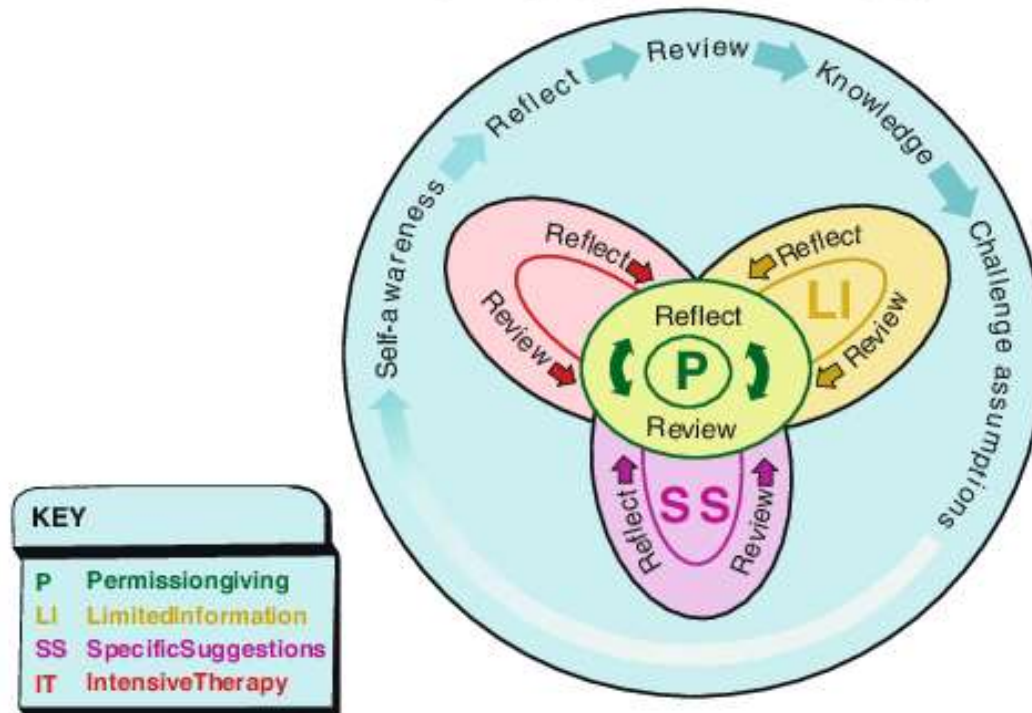 Self-awareness
Reflect
Review
Knowledge
Challenge assumptions
Reflect
Review
Reflect
LI
Review
Reflect
P
Review
Reflect
SS
Review
KEY
P Permissiongiving
LI LimitedInformation
SS SpecificSuggestions
IT IntensiveTherapy